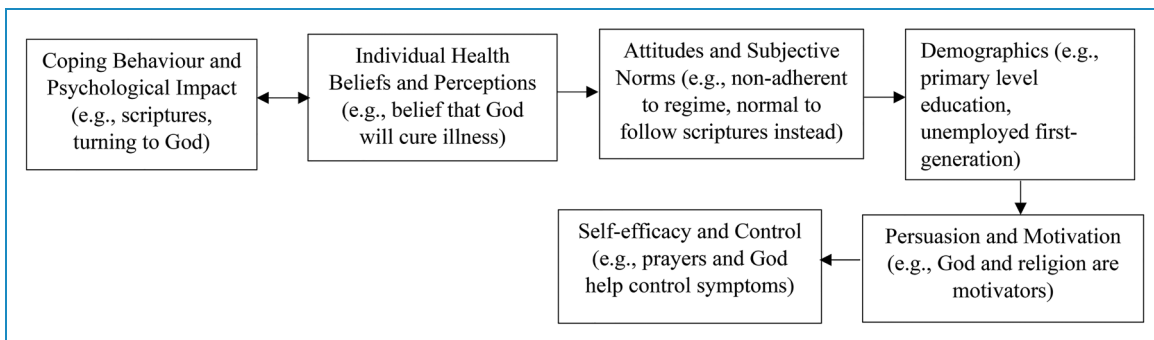 Coping Behaviour and
Psychological Impact
(e.g., scriptures,
turning to God)
Individual Health
Beliefs and Perceptions
(e.g., belief that God
will cure illness)
Attitudes and Subjective
Norms (e.g., non-adherent
to regime, normal to
follow scriptures instead)
Demographics (e.g.,
primary level
education,
unemployed first-
generation)
Persuasion and Motivation
(e.g., God and religion are
motivators)
Self-efficacy and Control
(e.g., prayers and God
help control symptoms)